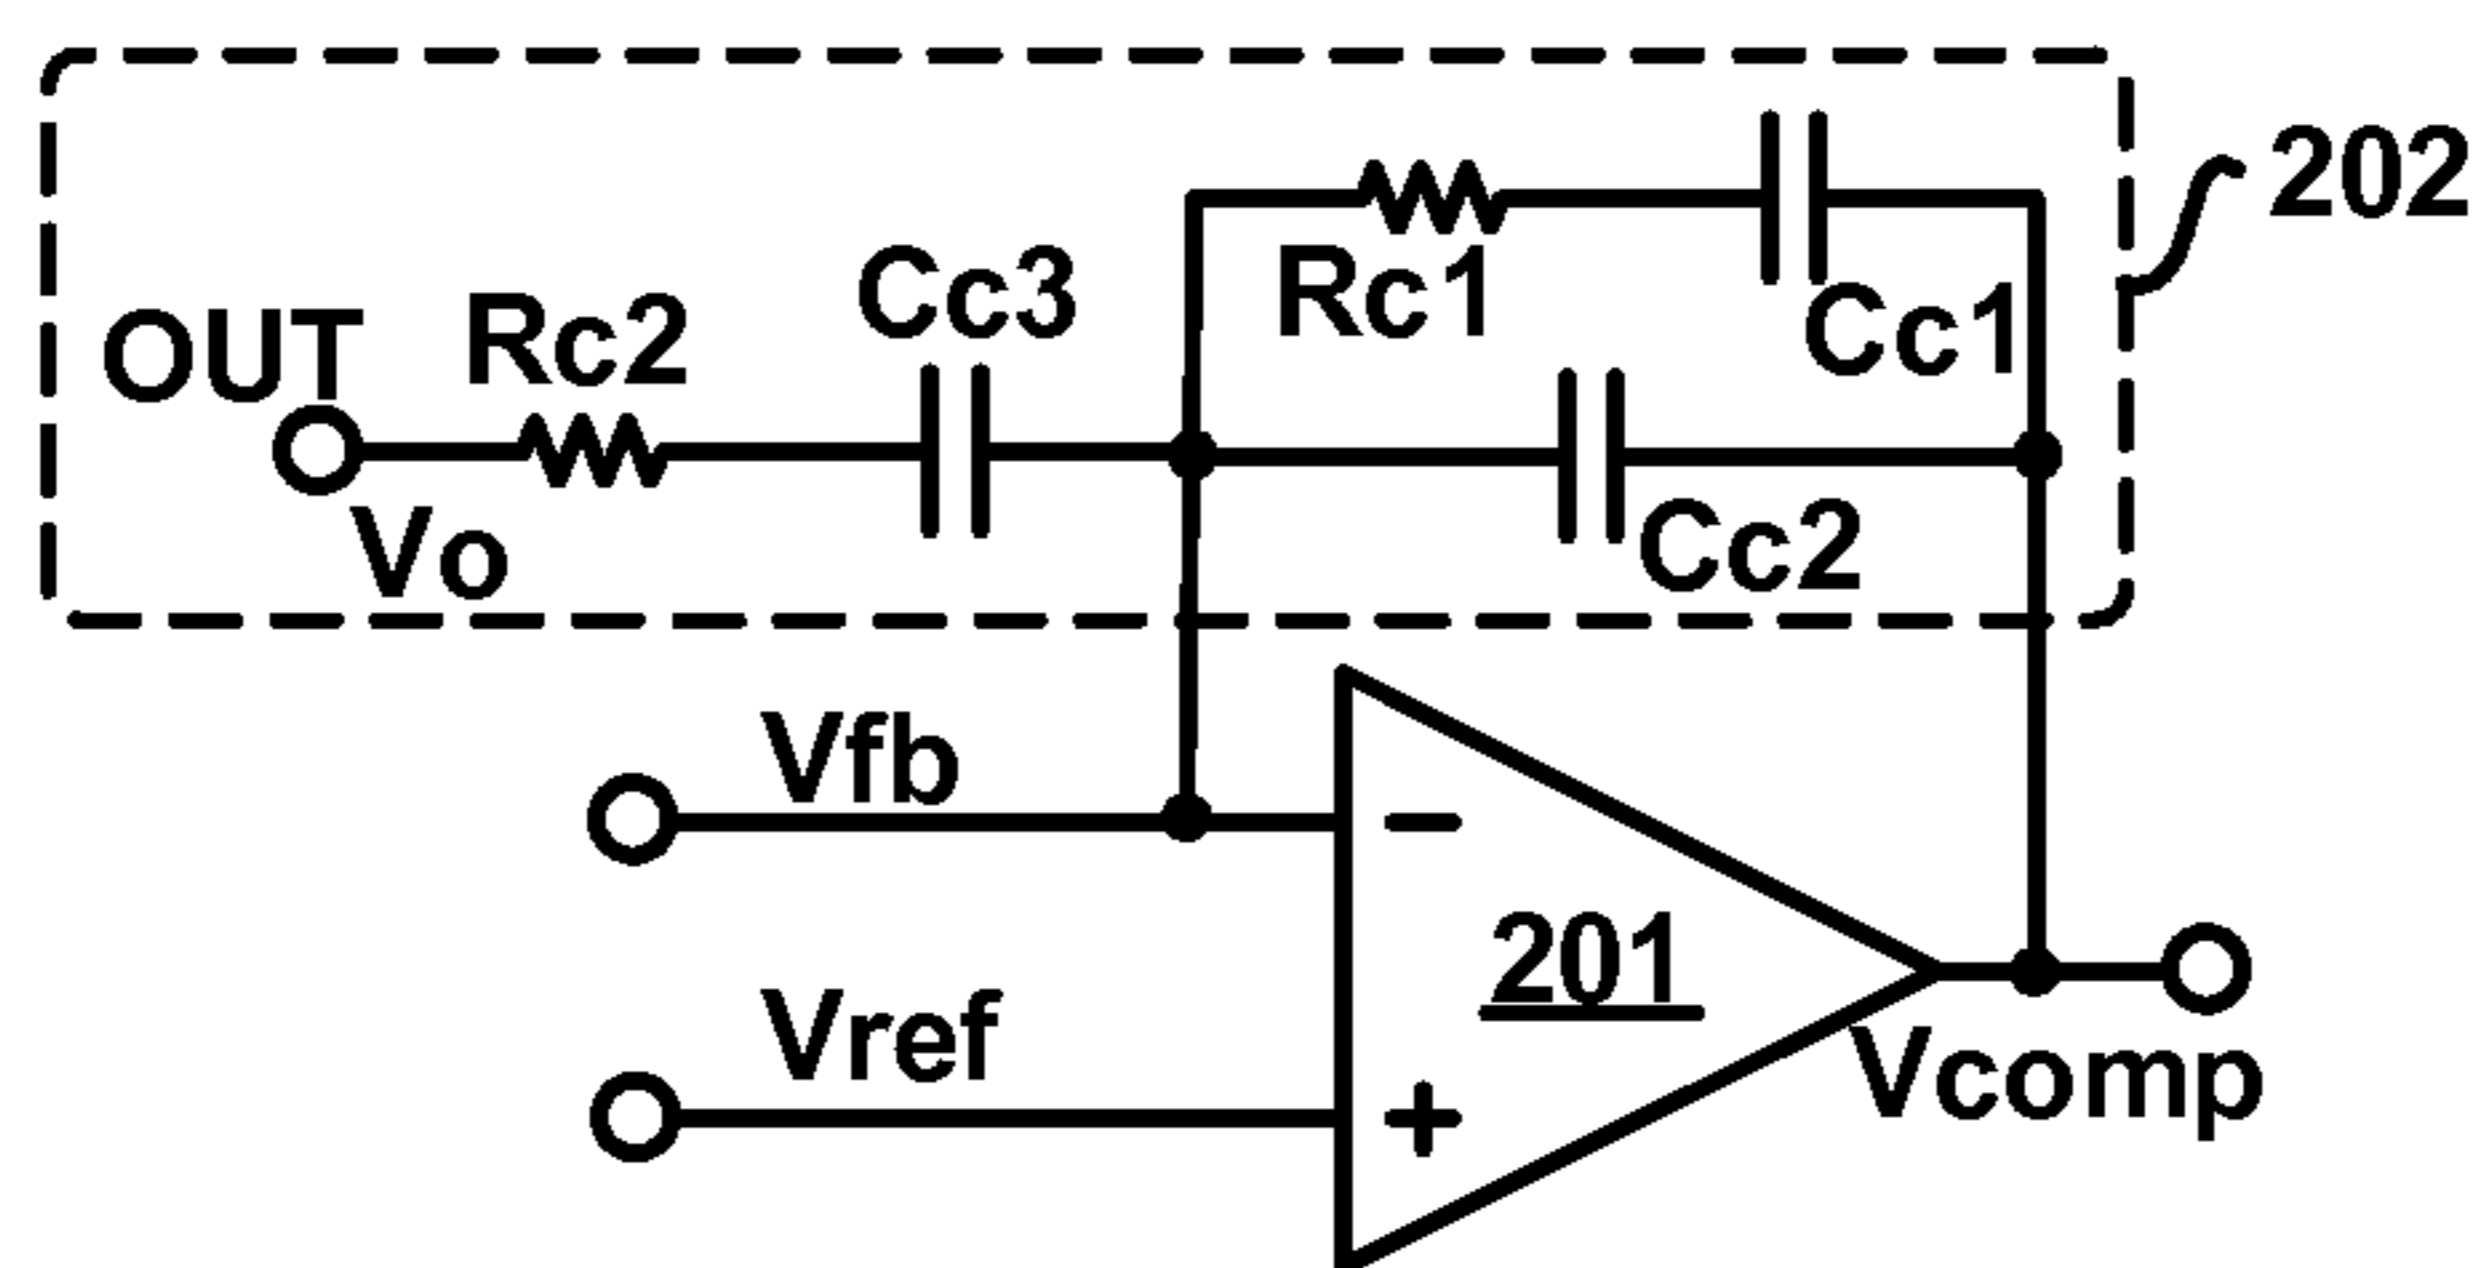 202
Cc3
Rc1
OUT
Rc2
Cc1
Vo
Cc2
Vfb
−
201
Vref
+
Vcomp